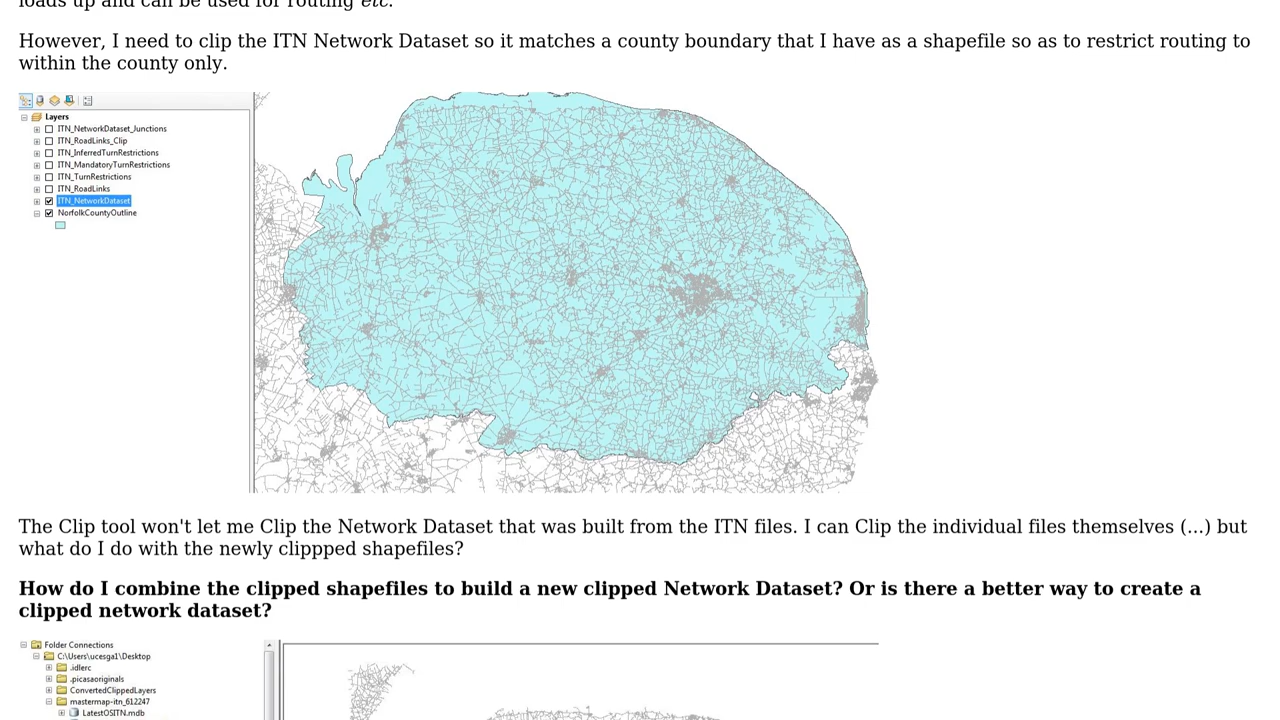 loads up and can be used for routing etc.
However, I need to clip the ITN Network Dataset so it matches a county boundary that I have as a shapefile so as to restrict routing to
within the county only.
Layers
ITN_NetworkDataset_Junctions
ITN_RoadLinks_Clip
ITN_InferredTurnRestrictions
ITN_MandatoryTurnRestrictions
ITN_TurnRestrictions
ITN_RoadLinks
ITN_NetworkDataset
NorfolkCountyOutline
The Clip tool won't let me Clip the Network Dataset that was built from the ITN files. I can Clip the individual files themselves (...) but
what do I do with the newly clippped shapefiles?
How do I combine the clipped shapefiles to build a new clipped Network Dataset? Or is there a better way to create a
clipped network dataset?
Folder Connections
C:\Users\ucesga1\Desktop
.idlerc
.picasaoriginals
ConvertedClippedLayers
mastermap-itn_612247
LatestOSITN.mdb